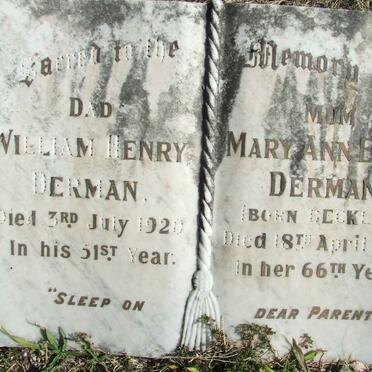 Sacred to the
DAD
WILLIAM HENRY
DERMAN.
Died 3RD July 1920
In his 51ST Year.
"SLEEP ON
Memory
MUM
MARY ANN
DERMAN
(BORN
Died 18TH April
In her 66TH
DEAR PARENT